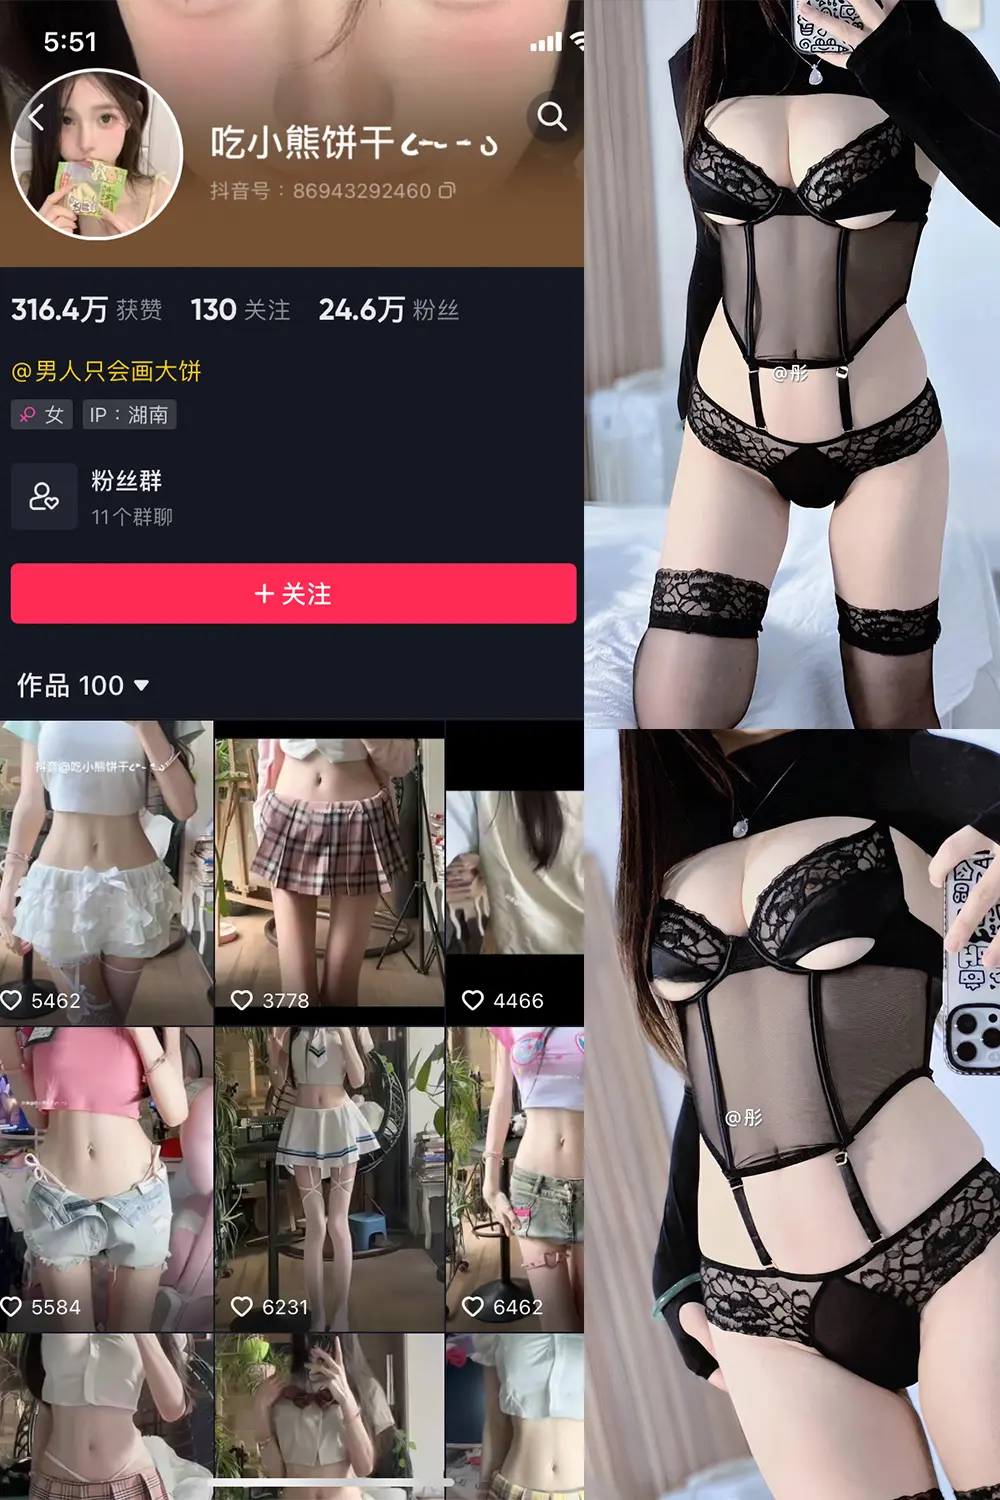 5:51
吃小熊饼干
抖音号：86943292460
316.4万 获赞 130 关注 24.6万 粉丝
@男人只会画大饼
女 IP：湖南
粉丝群
11个群聊
+ 关注
作品 100
抖音@吃小熊饼干
5462 3778 4466
5584 6231 6462
@彤
@彤